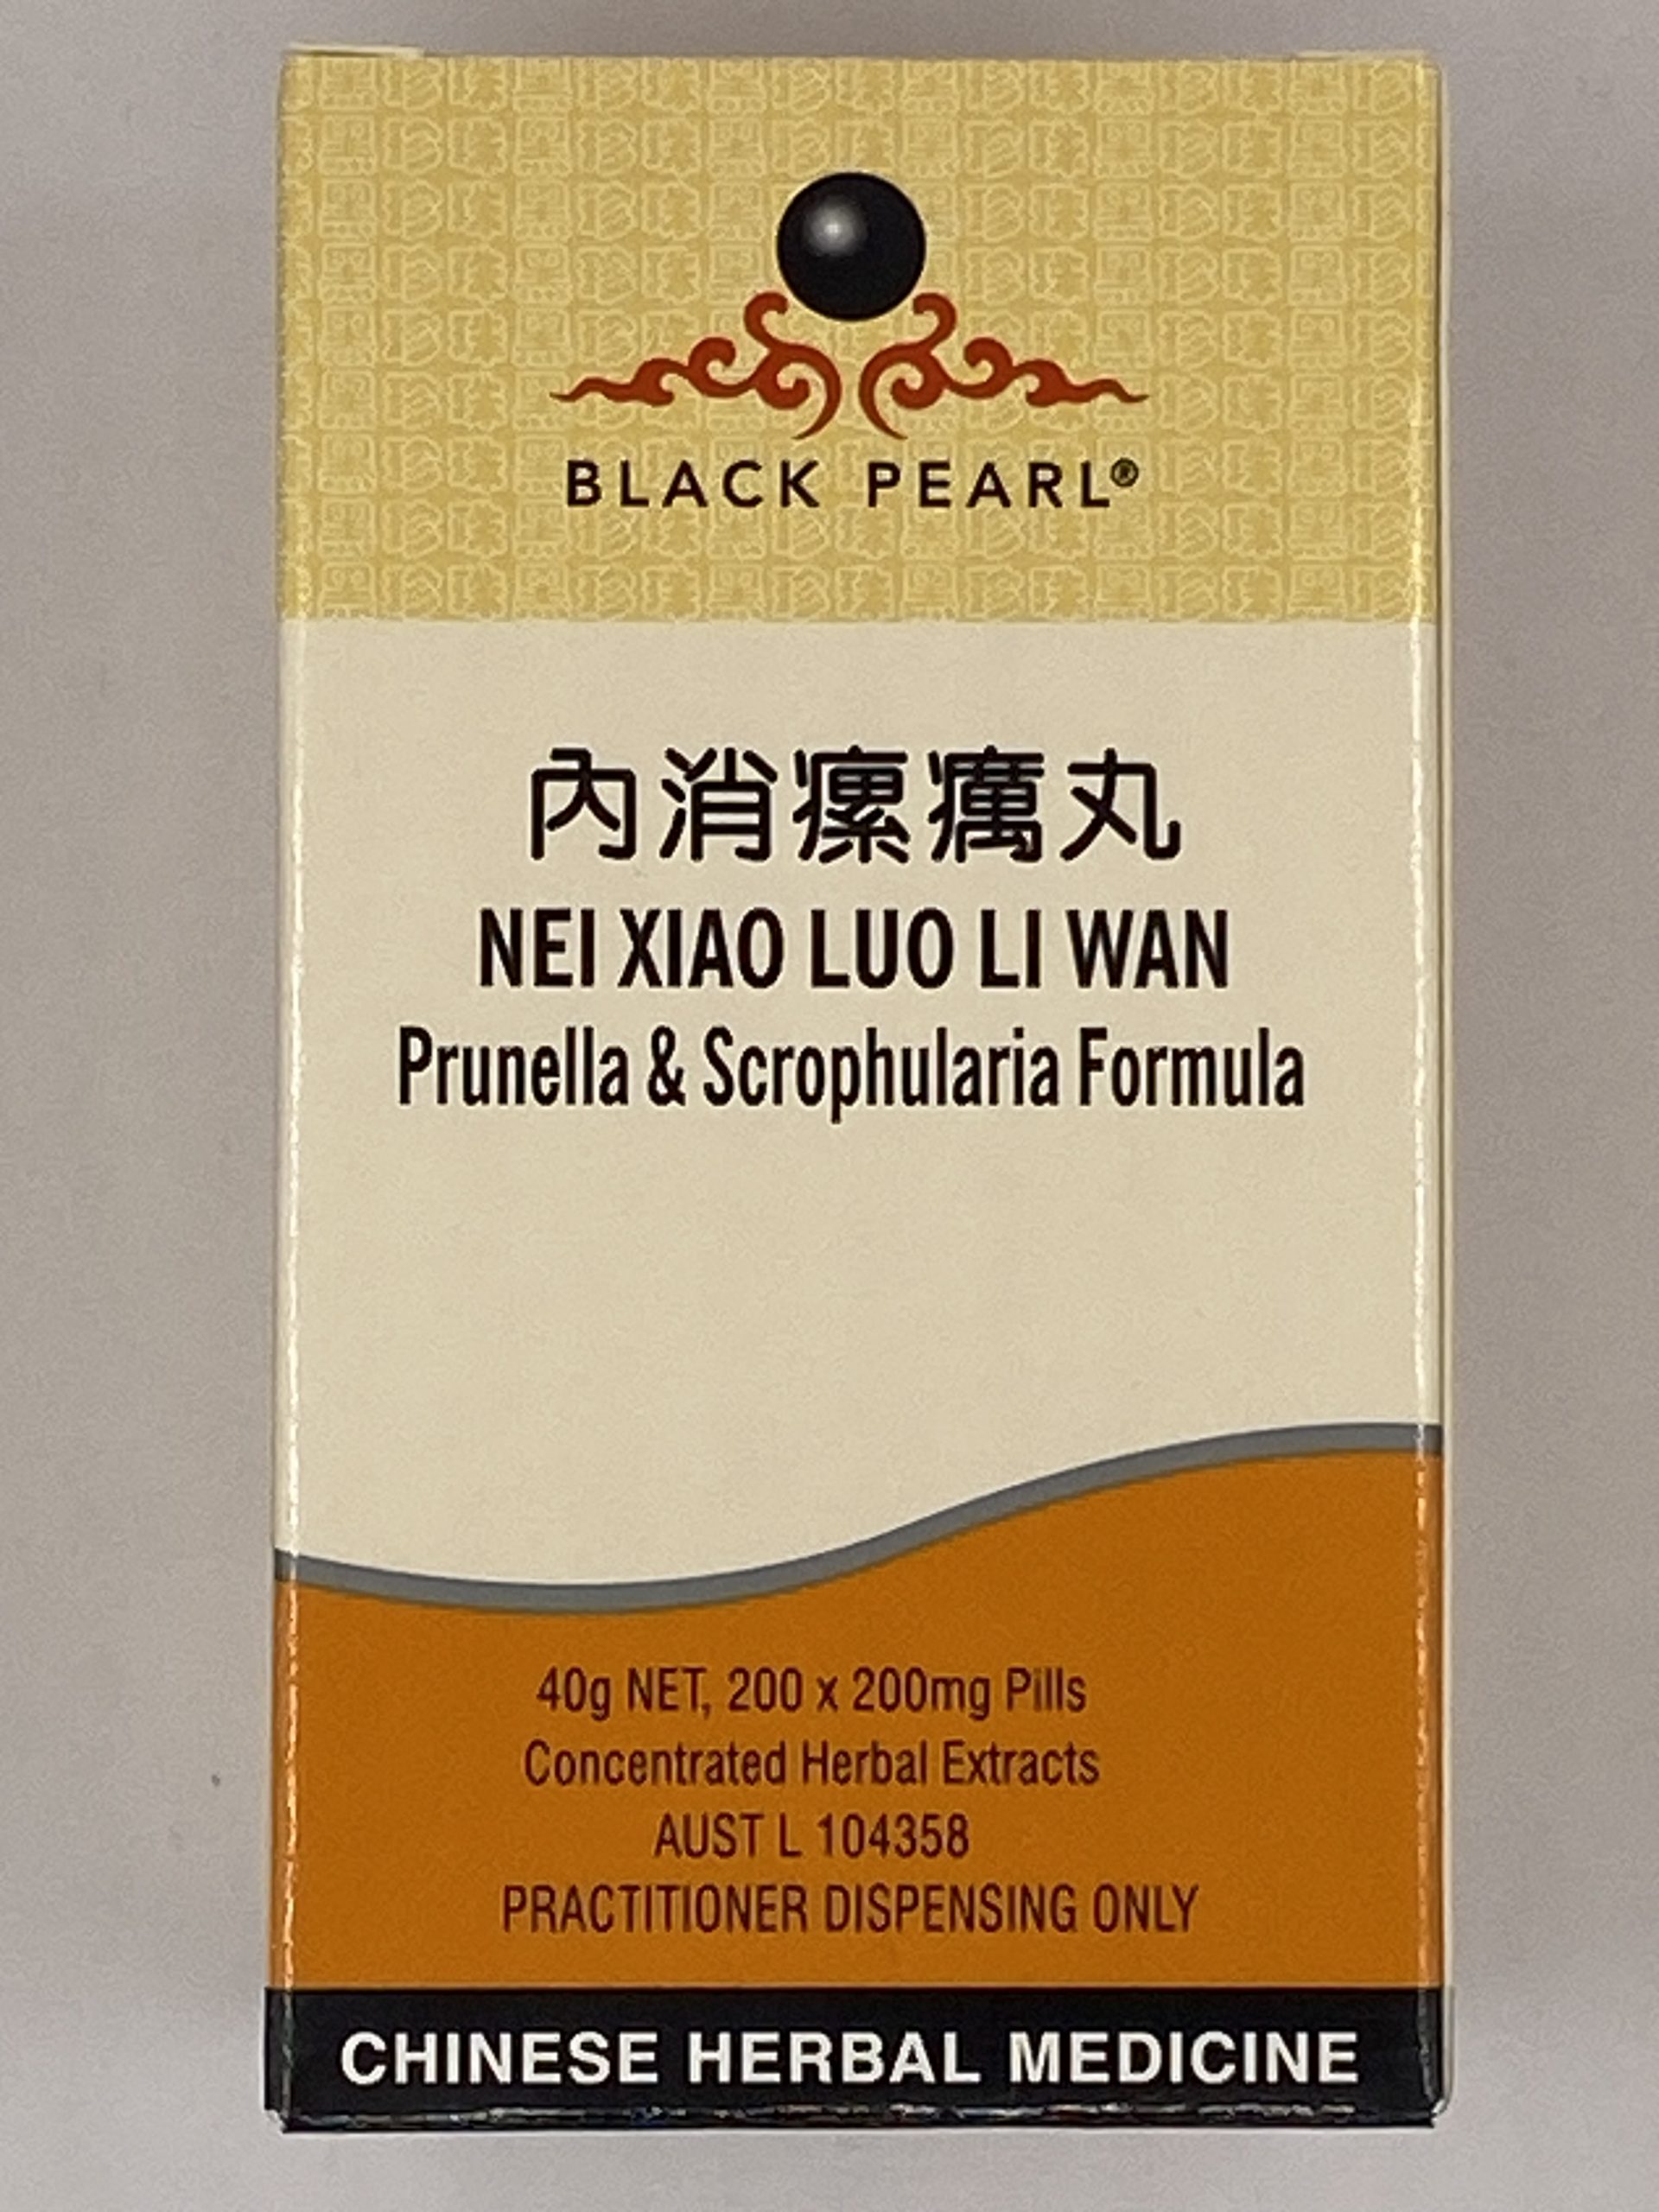 BLACK PEARL®
內消瘰癘丸
NEI XIAO LUO LI WAN
Prunella & Scrophularia Formula
40g NET, 200 x 200mg Pills
Concentrated Herbal Extracts
AUST L 104358
PRACTITIONER DISPENSING ONLY
CHINESE HERBAL MEDICINE